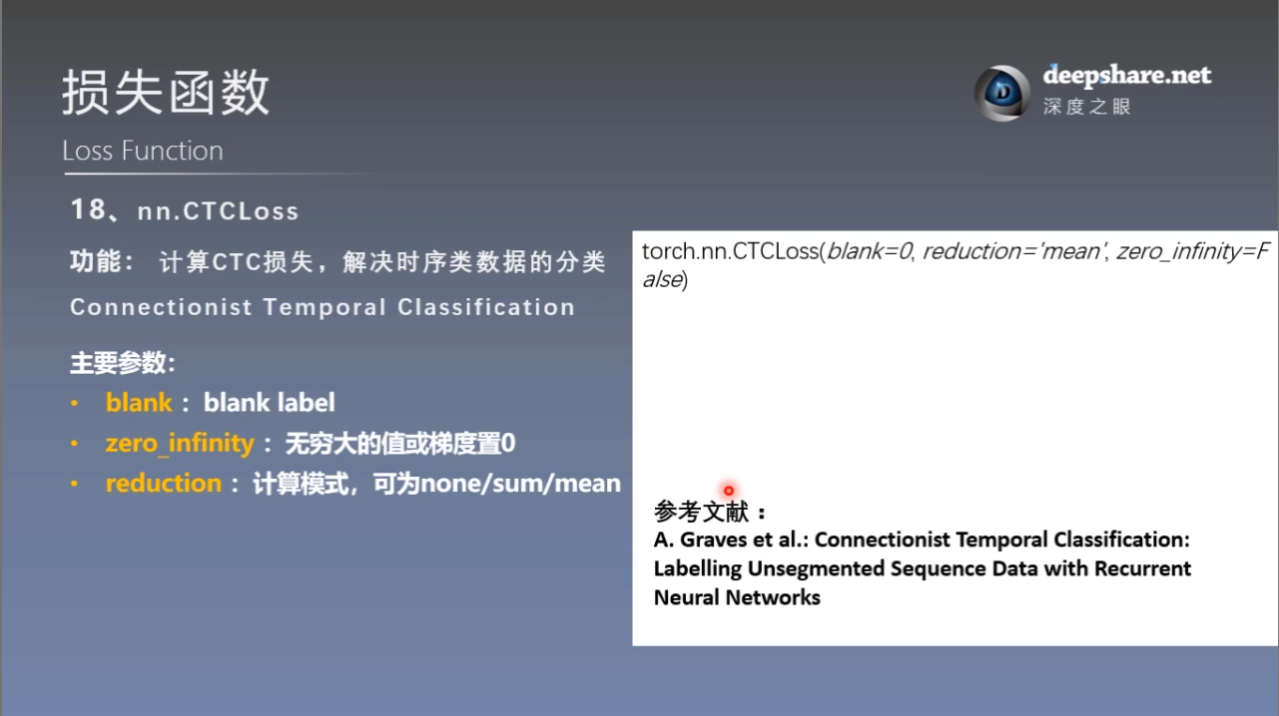 损失函数
Loss Function
deepshare.net
深度之眼
18、nn.CTCLoss
功能： 计算CTC损失，解决时序类数据的分类
Connectionist Temporal Classification
主要参数：
• blank ：blank label
• zero_infinity ：无穷大的值或梯度置0
• reduction ：计算模式，可为none/sum/mean
torch.nn.CTCLoss(blank=0, reduction='mean', zero_infinity=F
alse)
参考文献：
A. Graves et al.: Connectionist Temporal Classification:
Labelling Unsegmented Sequence Data with Recurrent
Neural Networks